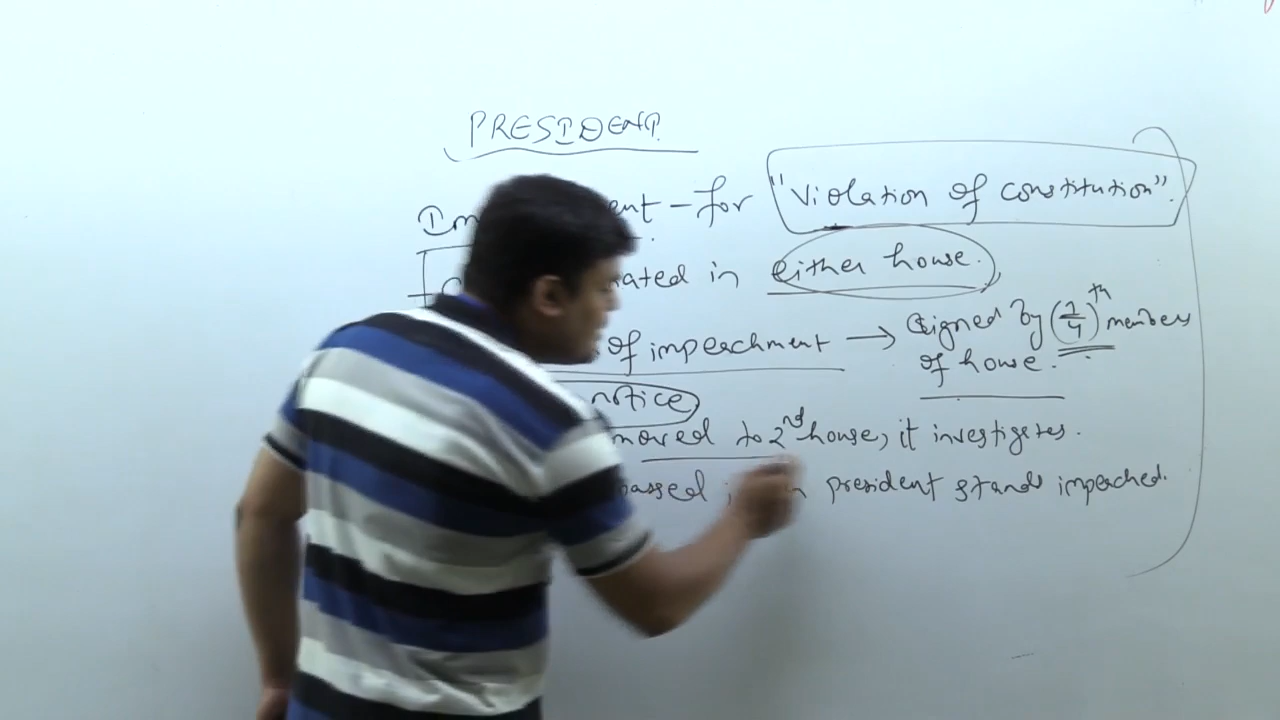 PRESIDENT
Im ent - for "Violation of constitution".
ated in either house.
of impeachment → signed by (1/4)th members of house.
notice
moved to 2nd house, it investigates.
passed president stands impeached.